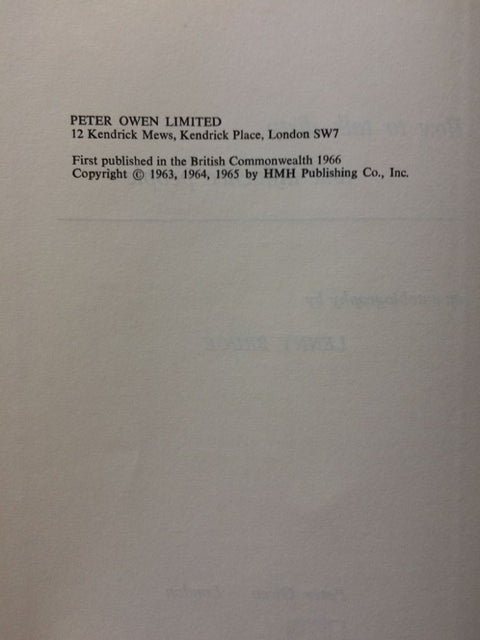 PETER OWEN LIMITED
12 Kendrick Mews, Kendrick Place, London SW7
First published in the British Commonwealth 1966
Copyright © 1963, 1964, 1965 by HMH Publishing Co., Inc.